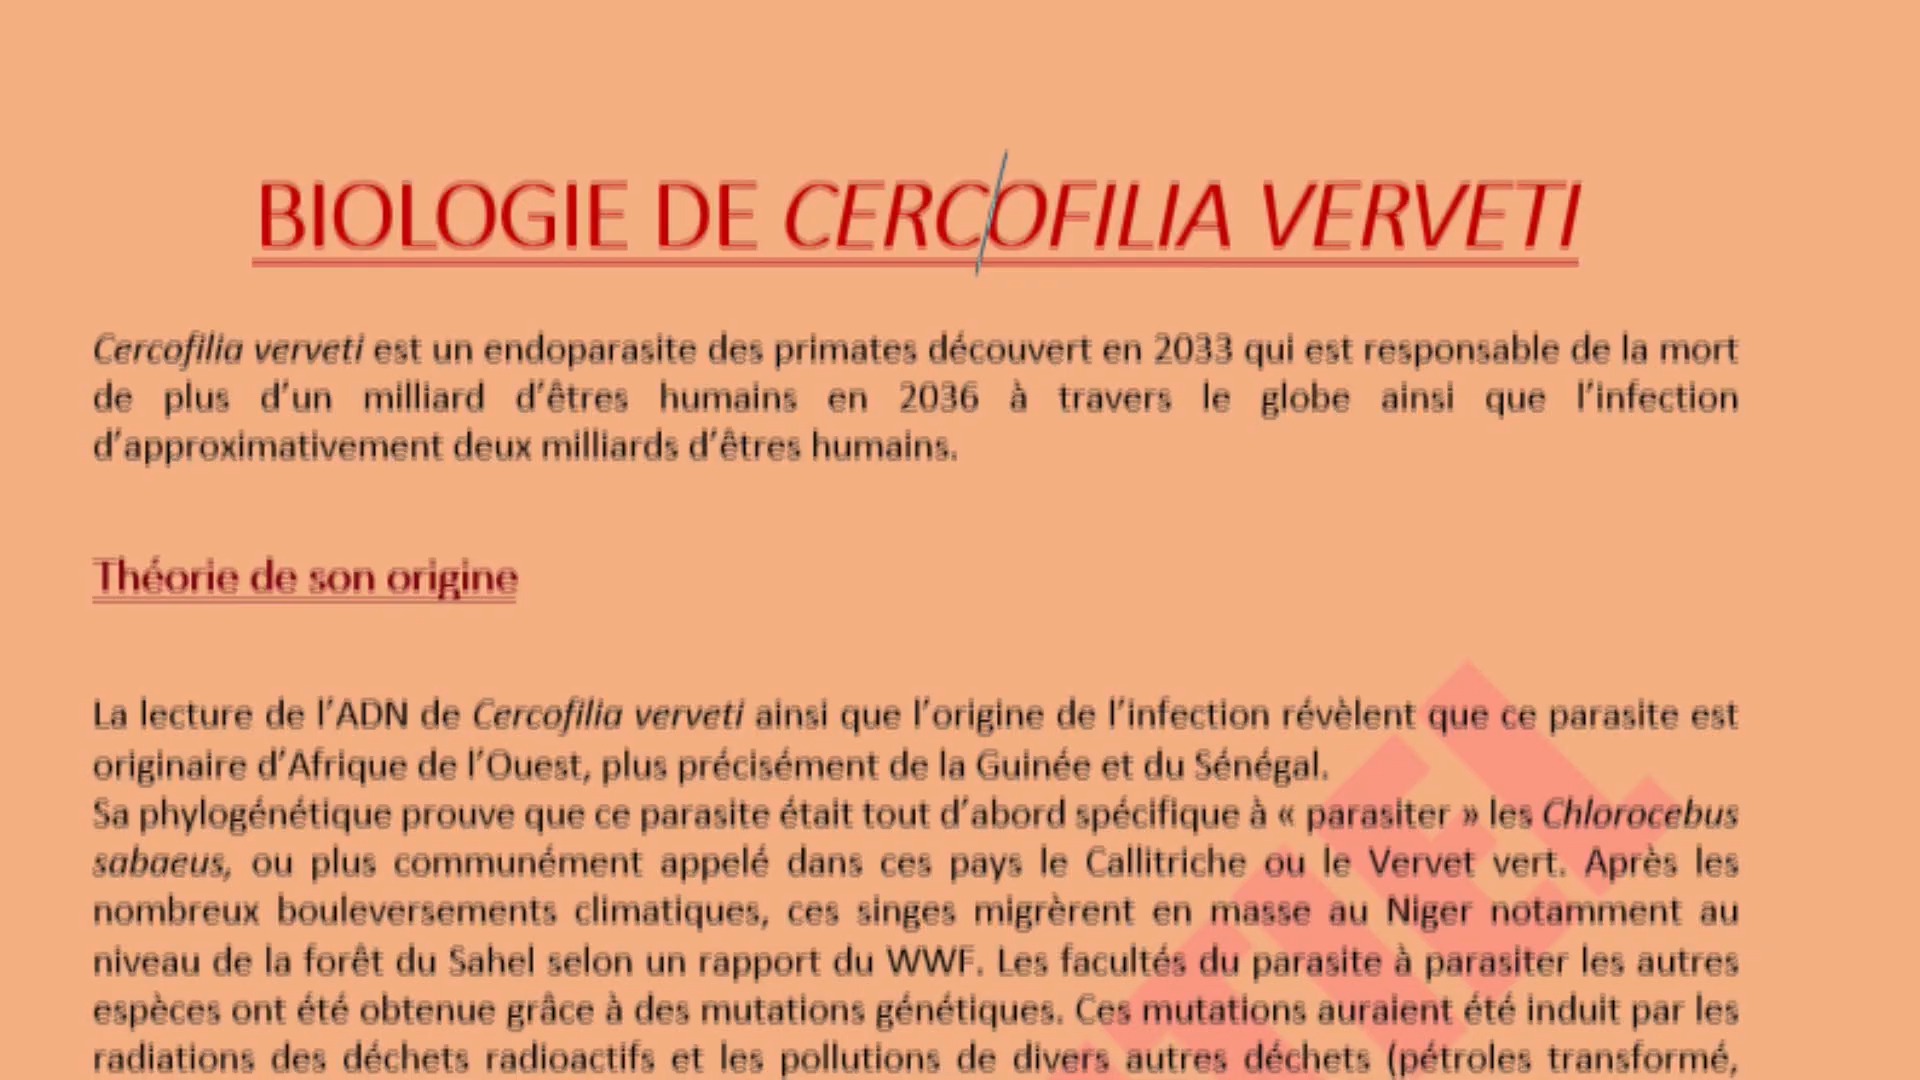 BIOLOGIE DE CERCOFILIA VERVETI
Cercofilia verveti est un endoparasite des primates découvert en 2033 qui est responsable de la mort
de plus d’un milliard d’êtres humains en 2036 à travers le globe ainsi que l’infection
d’approximativement deux milliards d’êtres humains.
Théorie de son origine
La lecture de l’ADN de Cercofilia verveti ainsi que l’origine de l’infection révèlent que ce parasite est
originaire d’Afrique de l’Ouest, plus précisément de la Guinée et du Sénégal.
Sa phylogénétique prouve que ce parasite était tout d’abord spécifique à « parasiter » les Chlorocebus
sabaeus, ou plus communément appelé dans ces pays le Callitriche ou le Vervet vert. Après les
nombreux bouleversements climatiques, ces singes migrèrent en masse au Niger notamment au
niveau de la forêt du Sahel selon un rapport du WWF. Les facultés du parasite à parasiter les autres
espèces ont été obtenue grâce à des mutations génétiques. Ces mutations auraient été induit par les
radiations des déchets radioactifs et les pollutions de divers autres déchets (pétroles transformé,